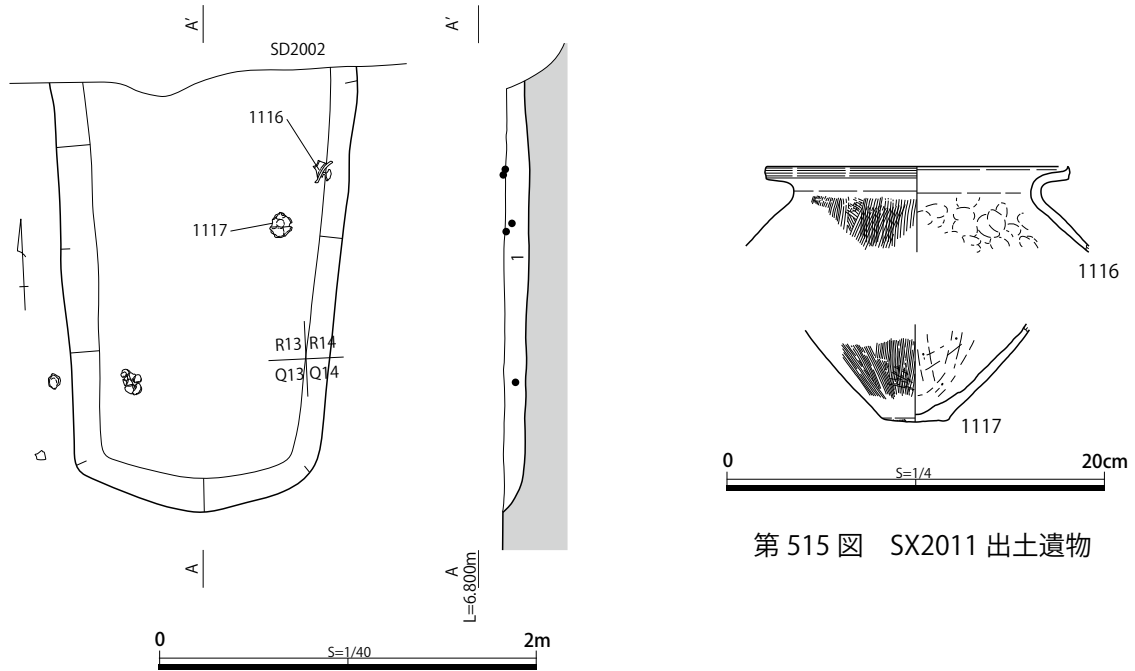 A'
A'
SD2002
1116
1117
1
R13 R14
Q13 Q14
A
A
L=6.800m
0 2m
S=1/40
1116
1117
0 20cm
S=1/4
第 515 図　SX2011 出土遺物